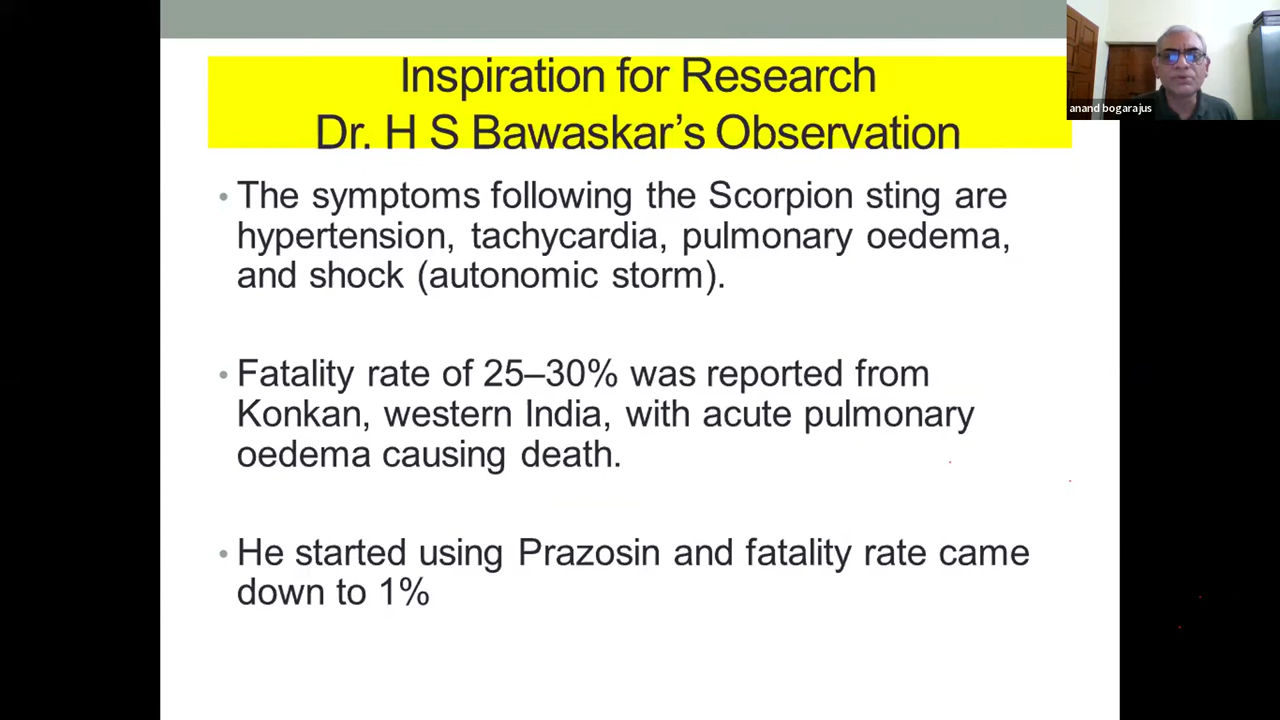 Inspiration for Research
Dr. H S Bawaskar's Observation
• The symptoms following the Scorpion sting are
hypertension, tachycardia, pulmonary oedema,
and shock (autonomic storm).
• Fatality rate of 25–30% was reported from
Konkan, western India, with acute pulmonary
oedema causing death.
• He started using Prazosin and fatality rate came
down to 1%
anand bogarajus